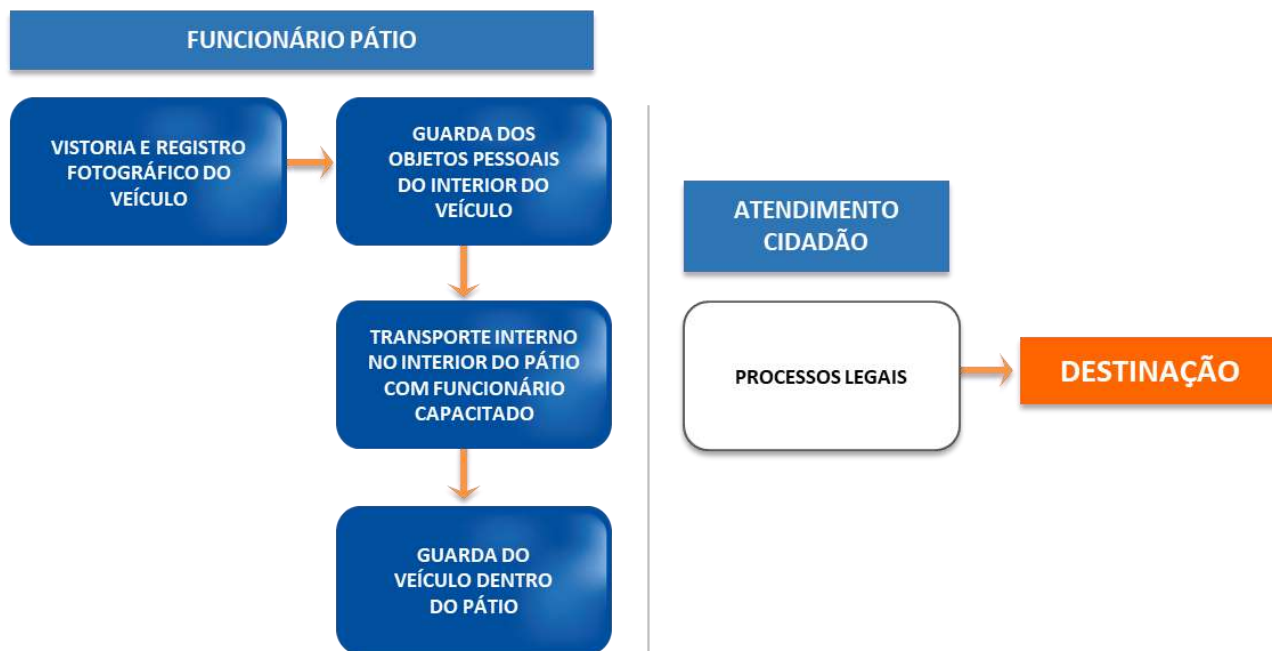 FUNCIONÁRIO PÁTIO
VISTORIA E REGISTRO
FOTOGRÁFICO DO
VEÍCULO
GUARDA DOS
OBJETOS PESSOAIS
DO INTERIOR DO
VEÍCULO
TRANSPORTE INTERNO
NO INTERIOR DO PÁTIO
COM FUNCIONÁRIO
CAPACITADO
GUARDA DO
VEÍCULO DENTRO
DO PÁTIO
ATENDIMENTO
CIDADÃO
PROCESSOS LEGAIS
DESTINAÇÃO